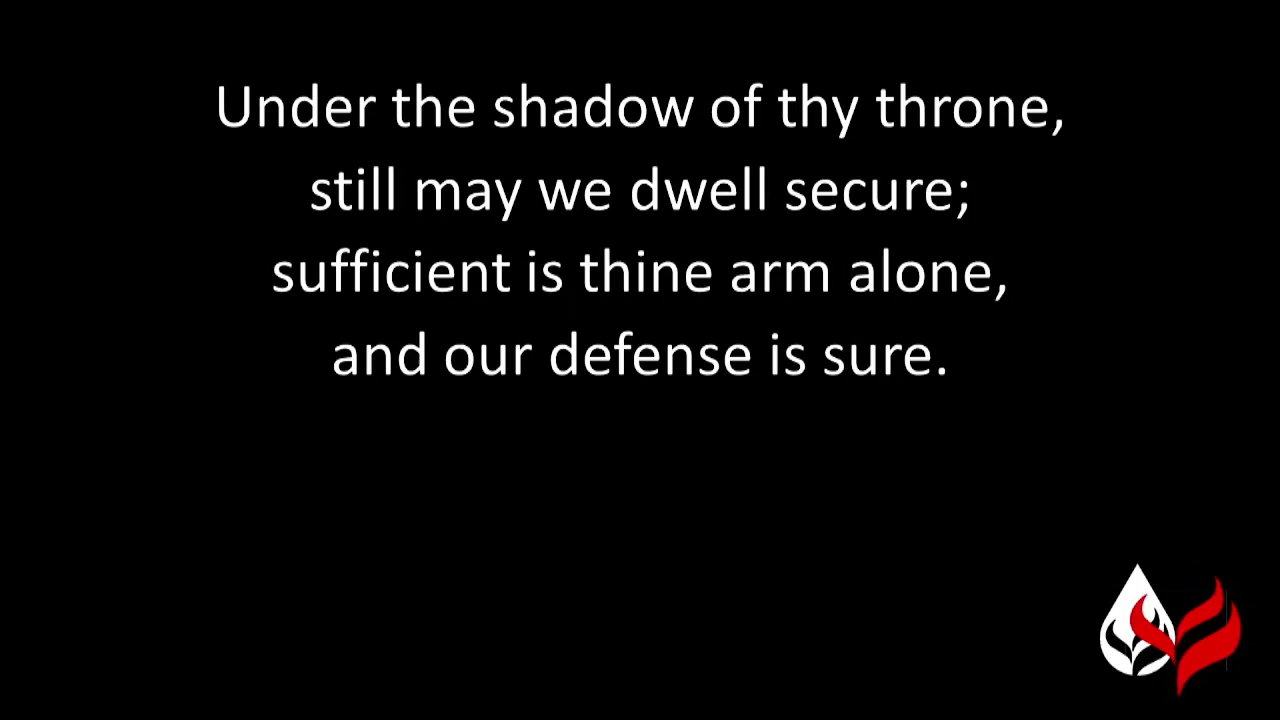 Under the shadow of thy throne,
still may we dwell secure;
sufficient is thine arm alone,
and our defense is sure.